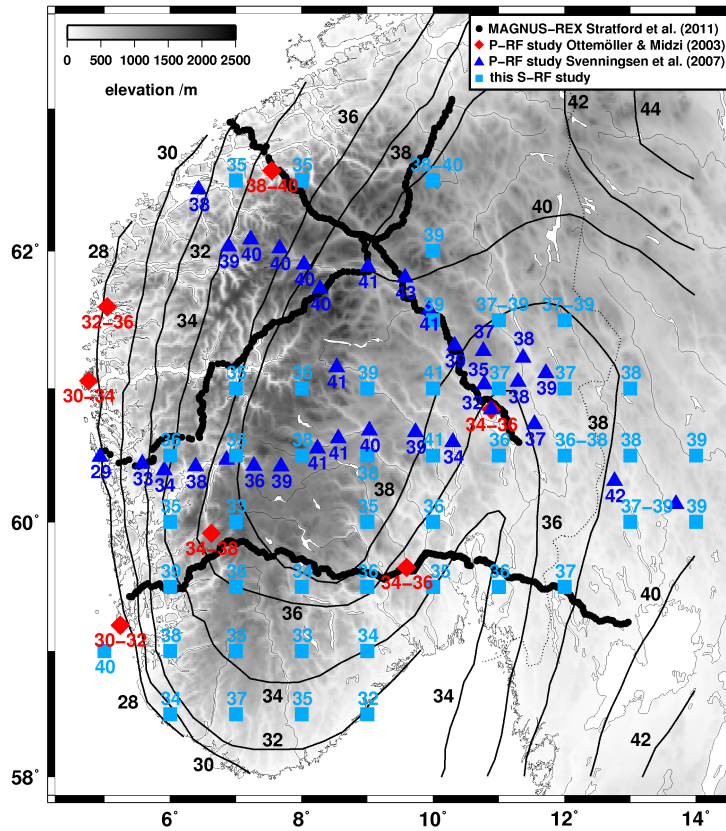 0 500 1000 1500 2000 2500
elevation /m
MAGNUS−REX Stratford et al. (2011)
P−RF study Ottemöller & Midzi (2003)
P−RF study Svenningsen et al. (2007)
this S−RF study
36 42 44
30 38
35 35 38−40
38−40
38
40
28 32 39
39 40 40 40 41 43
62˚
40
32−36 34 39 41 37−39 37−39
37 38
39 35
30−34 41 32 38 39
35 36 39 41 37 37 38
34−36 37 38
36 35 38 41 36 36−38 38 39
29 33 34 38 36 39 41 41 40 39 34
38 38 42
60˚
35 33 35 36 36 37−39
34−38
39 36 34 36 34−36 35 36 37 40
36
30−32
40 38 35 33 34
28 34 34
34 37 35 32
32 42
30
58˚
6˚ 8˚ 10˚ 12˚ 14˚